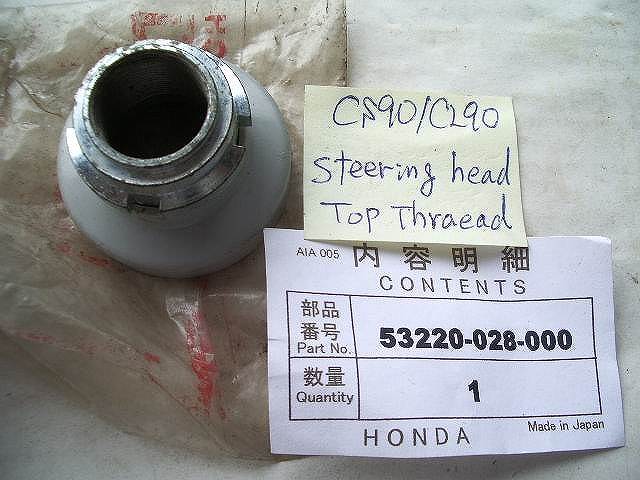 CS90/CL90
Steering head
Top Thraead
AIA 005 内容明細
CONTENTS
部品
番号
Part No. 53220-028-000
数量
Quantity 1
HONDA
Made in Japan